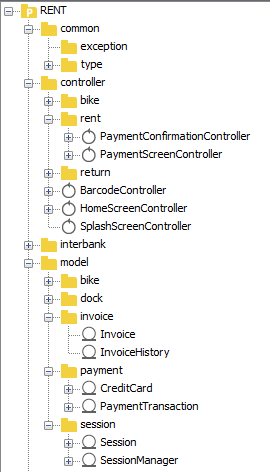 RENT
common
exception
type
controller
bike
rent
PaymentConfirmationController
PaymentScreenController
return
BarcodeController
HomeScreenController
SplashScreenController
interbank
model
bike
dock
invoice
Invoice
InvoiceHistory
payment
CreditCard
PaymentTransaction
session
Session
SessionManager